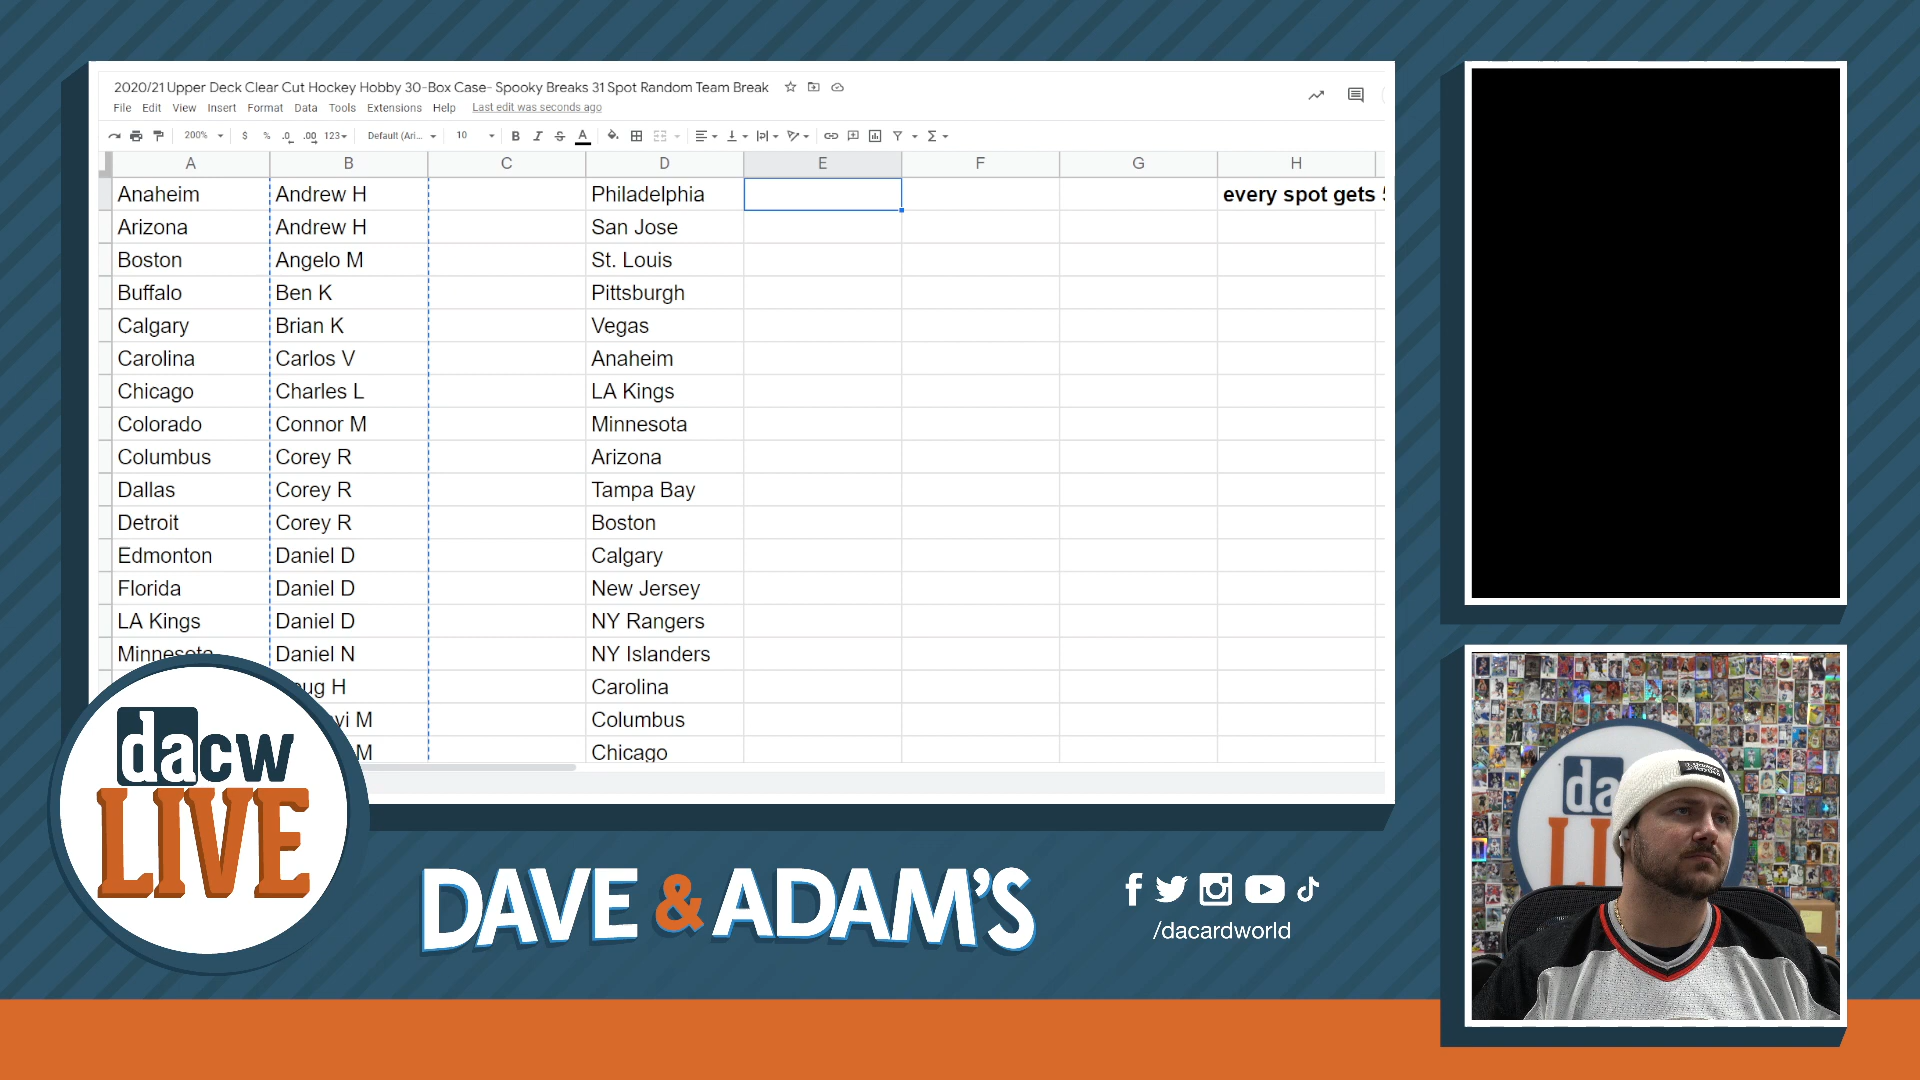 2020/21 Upper Deck Clear Cut Hockey Hobby 30-Box Case- Spooky Breaks 31 Spot Random Team Break
File Edit View Insert Format Data Tools Extensions Help Last edit was seconds ago
200% $ % .0 .00 123 Default (Ari... 10 B I S A
A B C D E F G H
Anaheim Andrew H Philadelphia every spot gets
Arizona Andrew H San Jose
Boston Angelo M St. Louis
Buffalo Ben K Pittsburgh
Calgary Brian K Vegas
Carolina Carlos V Anaheim
Chicago Charles L LA Kings
Colorado Connor M Minnesota
Columbus Corey R Arizona
Dallas Corey R Tampa Bay
Detroit Corey R Boston
Edmonton Daniel D Calgary
Florida Daniel D New Jersey
LA Kings Daniel D NY Rangers
Minnesota Daniel N NY Islanders
ug H Carolina
vi M Columbus
M Chicago
dacw
LIVE
DAVE & ADAM'S
/dacardworld
da